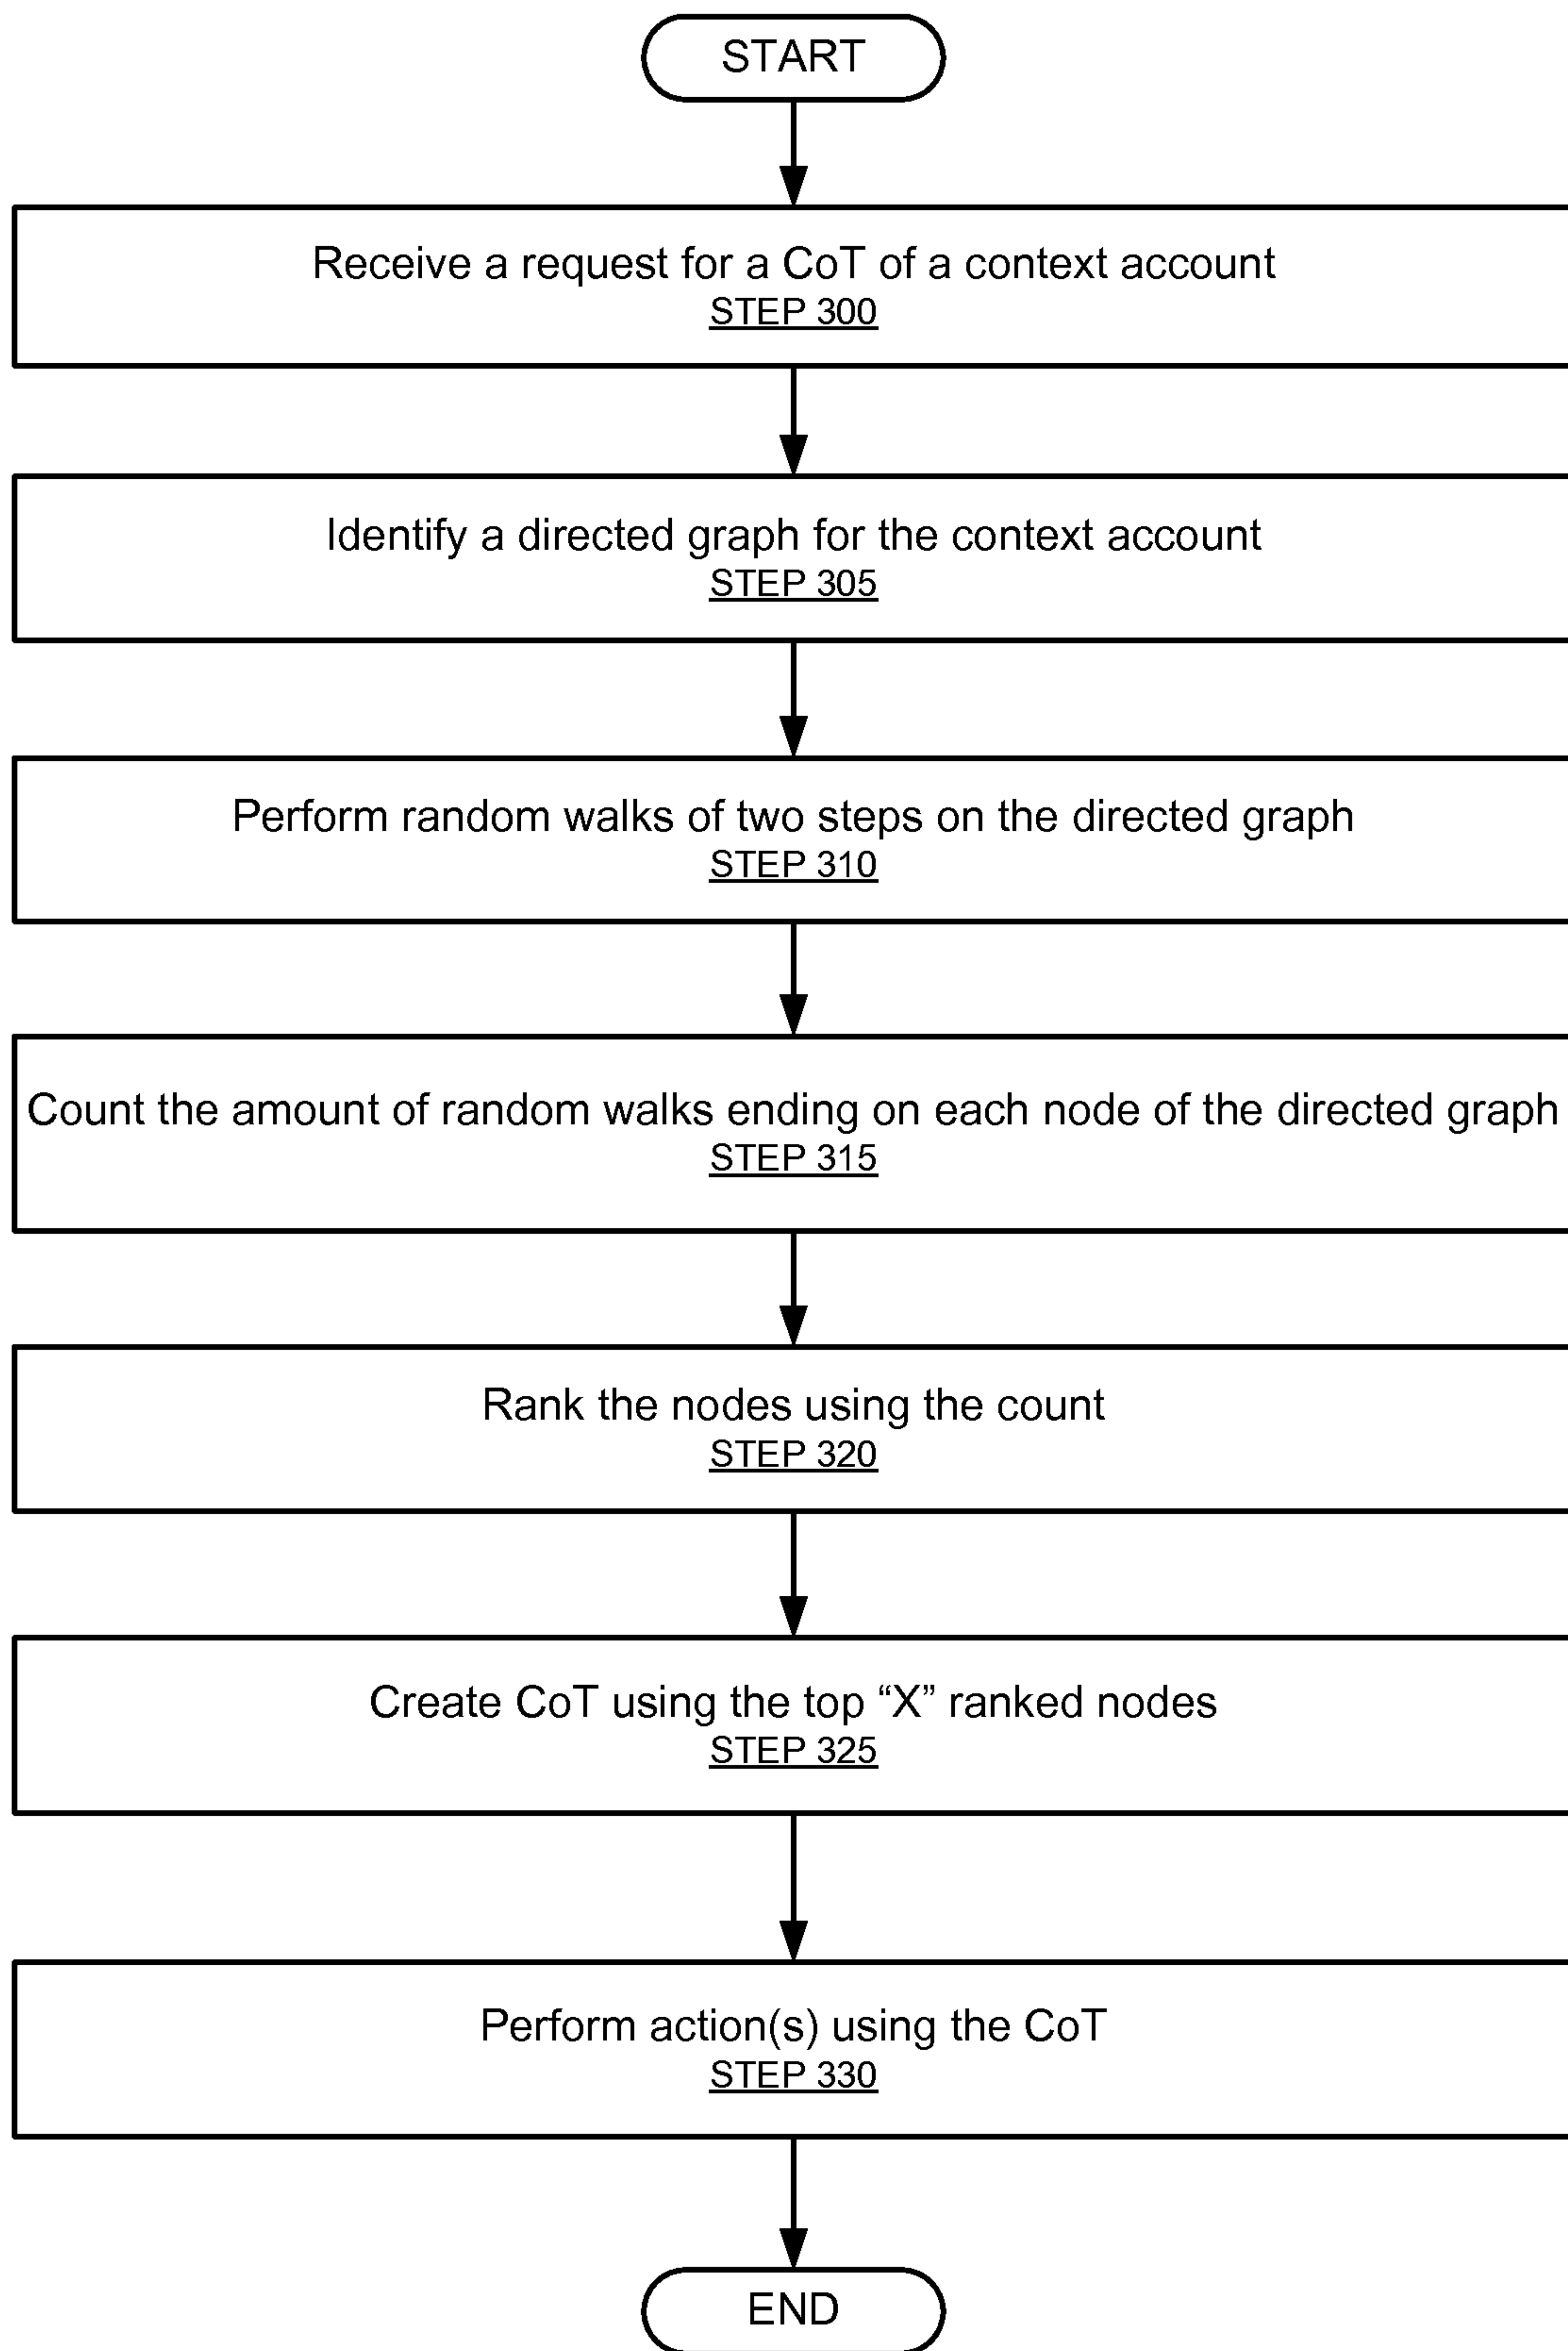 START
Receive a request for a CoT of a context account
STEP 300
Identify a directed graph for the context account
STEP 305
Perform random walks of two steps on the directed graph
STEP 310
Count the amount of random walks ending on each node of the directed graph
STEP 315
Rank the nodes using the count
STEP 320
Create CoT using the top “X” ranked nodes
STEP 325
Perform action(s) using the CoT
STEP 330
END